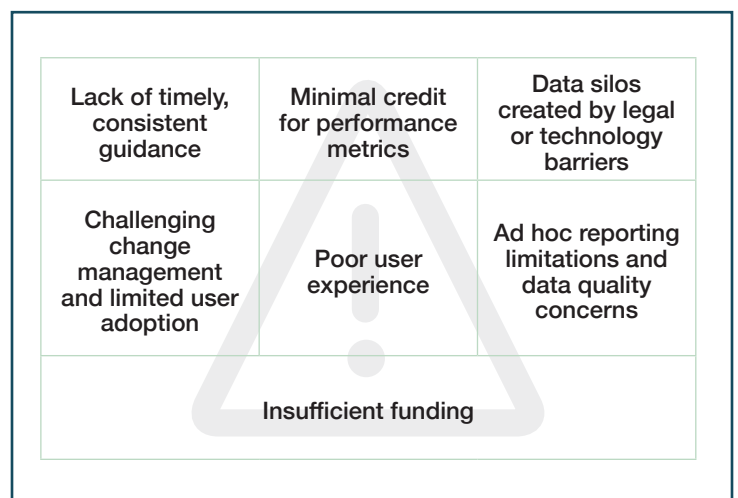 Lack of timely,
consistent
guidance
Minimal credit
for performance
metrics
Data silos
created by legal
or technology
barriers
Challenging
change
management
and limited user
adoption
Poor user
experience
Ad hoc reporting
limitations and
data quality
concerns
Insufficient funding